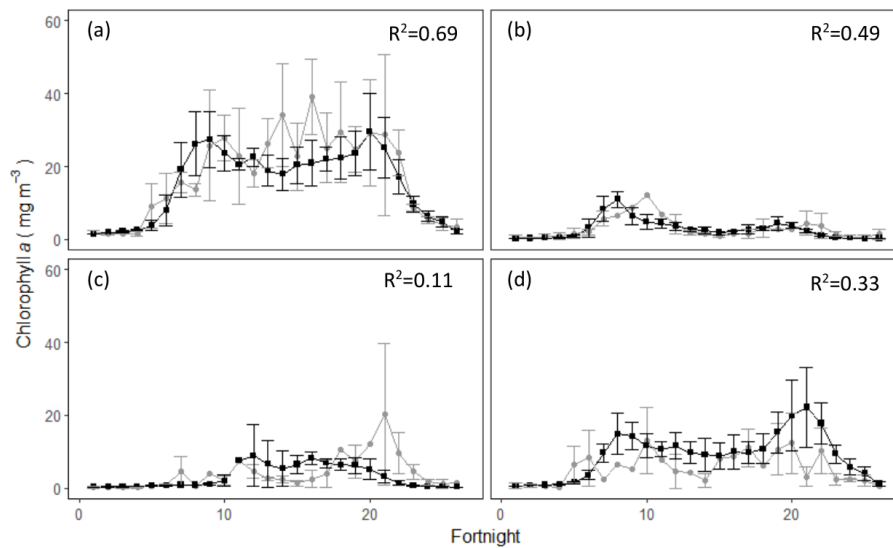 (a) R²=0.69
(b) R²=0.49
60
40
20
0
(c) R²=0.11
(d) R²=0.33
60
40
20
0
Chlorophyll a ( mg m⁻³ )
0 10 20
0 10 20
Fortnight